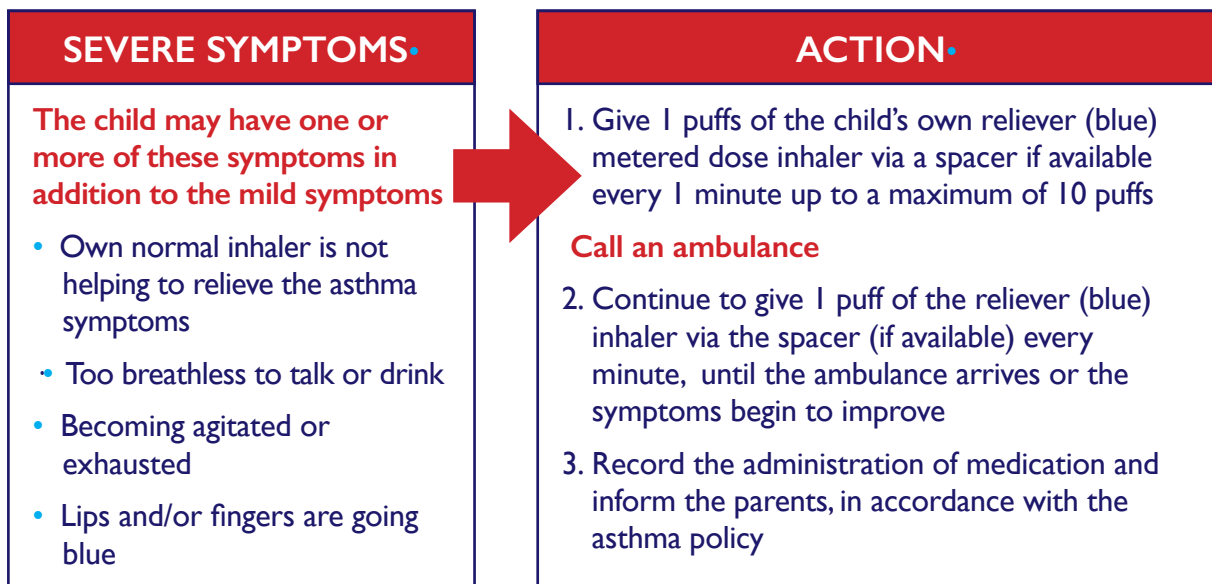 SEVERE SYMPTOMS•
The child may have one or
more of these symptoms in
addition to the mild symptoms
• Own normal inhaler is not
helping to relieve the asthma
symptoms
• Too breathless to talk or drink
• Becoming agitated or
exhausted
• Lips and/or fingers are going
blue
ACTION•
1. Give 1 puffs of the child's own reliever (blue)
metered dose inhaler via a spacer if available
every 1 minute up to a maximum of 10 puffs
Call an ambulance
2. Continue to give 1 puff of the reliever (blue)
inhaler via the spacer (if available) every
minute, until the ambulance arrives or the
symptoms begin to improve
3. Record the administration of medication and
inform the parents, in accordance with the
asthma policy